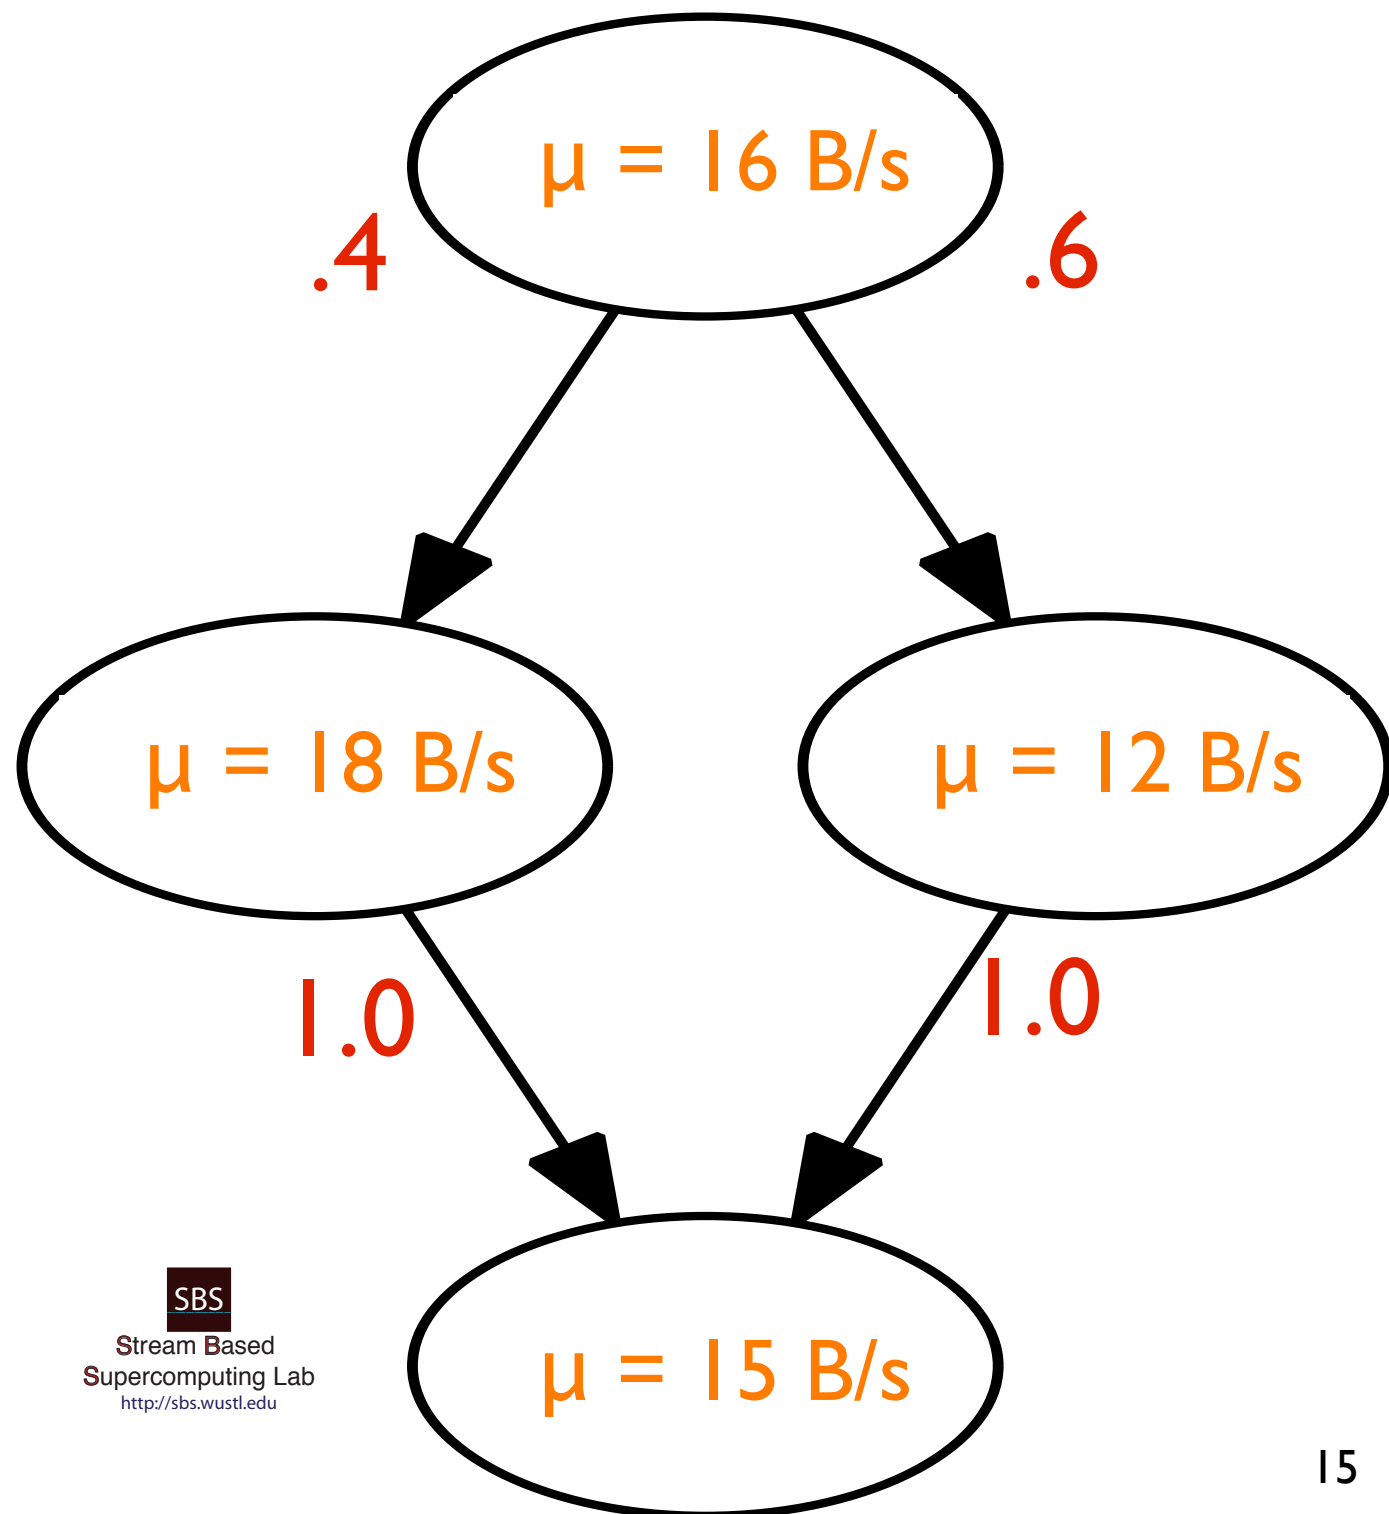 μ = 16 B/s
.4
.6
μ = 18 B/s
μ = 12 B/s
1.0
1.0
μ = 15 B/s
SBS
Stream Based
Supercomputing Lab
http://sbs.wustl.edu
15